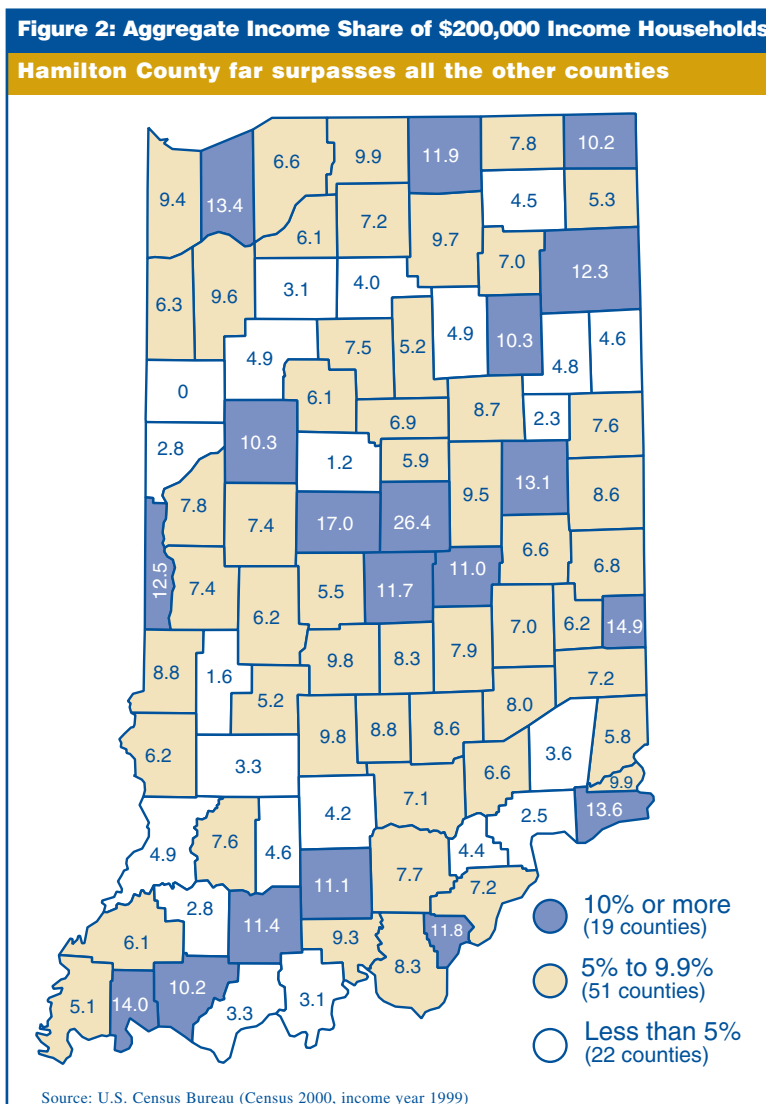 Figure 2: Aggregate Income Share of $200,000 Income Households
Hamilton County far surpasses all the other counties
6.6 9.9 11.9 7.8 10.2
9.4 13.4 4.5 5.3
6.1 7.2 9.7 7.0
12.3
6.3 9.6 3.1 4.0
4.9 7.5 5.2 4.9 10.3 4.8 4.6
0 6.1
6.9 8.7 2.3 7.6
2.8 10.3 1.2 5.9
7.8 7.4 17.0 26.4 9.5 13.1 8.6
12.5 7.4 6.2 5.5 11.7 11.0 6.6 6.8
9.8 8.3 7.9 7.0 6.2 14.9
8.8 1.6 5.2 8.0 7.2
6.2 3.3 9.8 8.8 8.6 6.6 3.6 5.8
9.9
4.2 7.1 2.5 13.6
4.9 7.6 4.6 4.4
11.1 7.7 7.2
2.8 11.4
6.1 9.3 11.8
8.3
5.1 14.0 10.2 3.3 3.1
10% or more
(19 counties)
5% to 9.9%
(51 counties)
Less than 5%
(22 counties)
Source: U.S. Census Bureau (Census 2000, income year 1999)